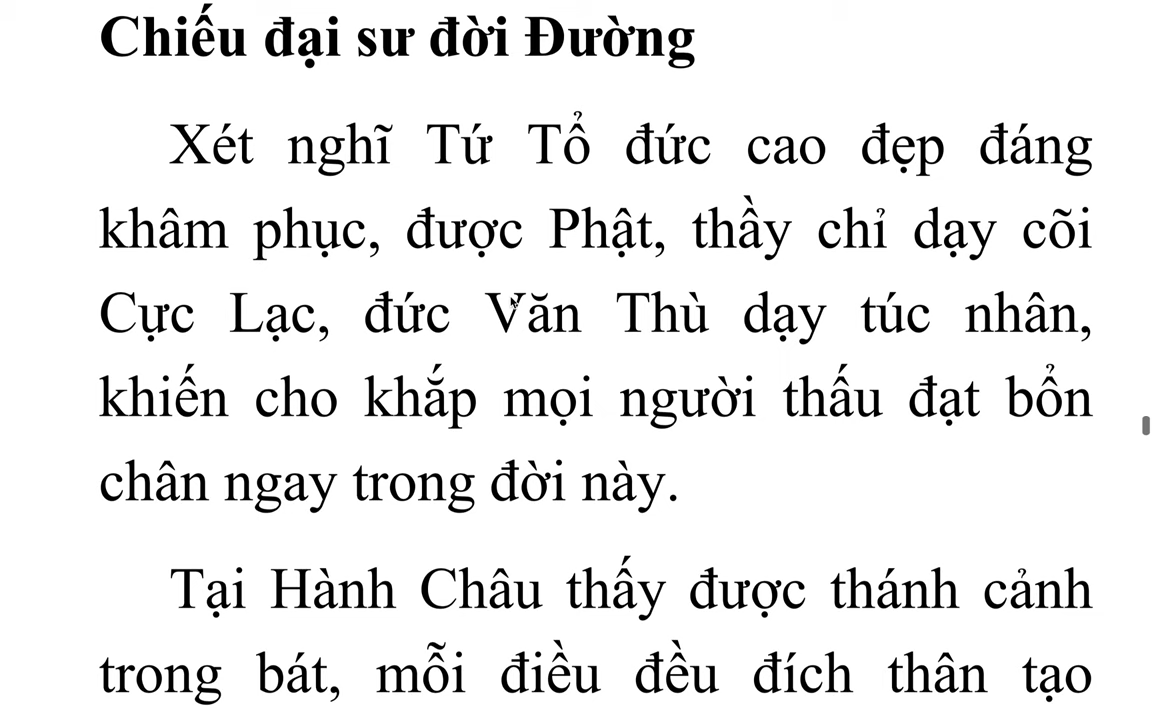 Chiếu đại sư đời Đường
Xét nghĩ Tứ Tổ đức cao đẹp đáng
khâm phục, được Phật, thầy chỉ dạy cõi
Cực Lạc, đức Văn Thù dạy túc nhân,
khiến cho khắp mọi người thấu đạt bổn
chân ngay trong đời này.
Tại Hành Châu thấy được thánh cảnh
trong bát, mỗi điều đều đích thân tạo